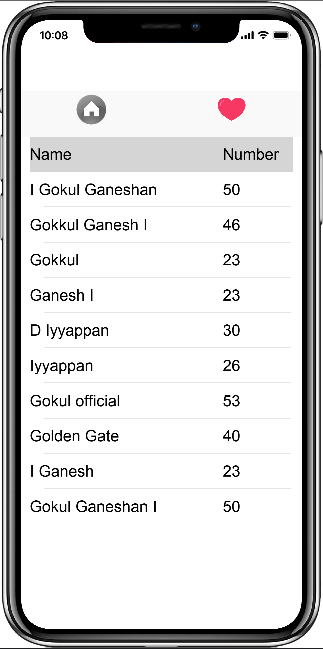 10:08
Name Number
I Gokul Ganeshan 50
Gokkul Ganesh I 46
Gokkul 23
Ganesh I 23
D Iyyappan 30
Iyyappan 26
Gokul official 53
Golden Gate 40
I Ganesh 23
Gokul Ganeshan I 50